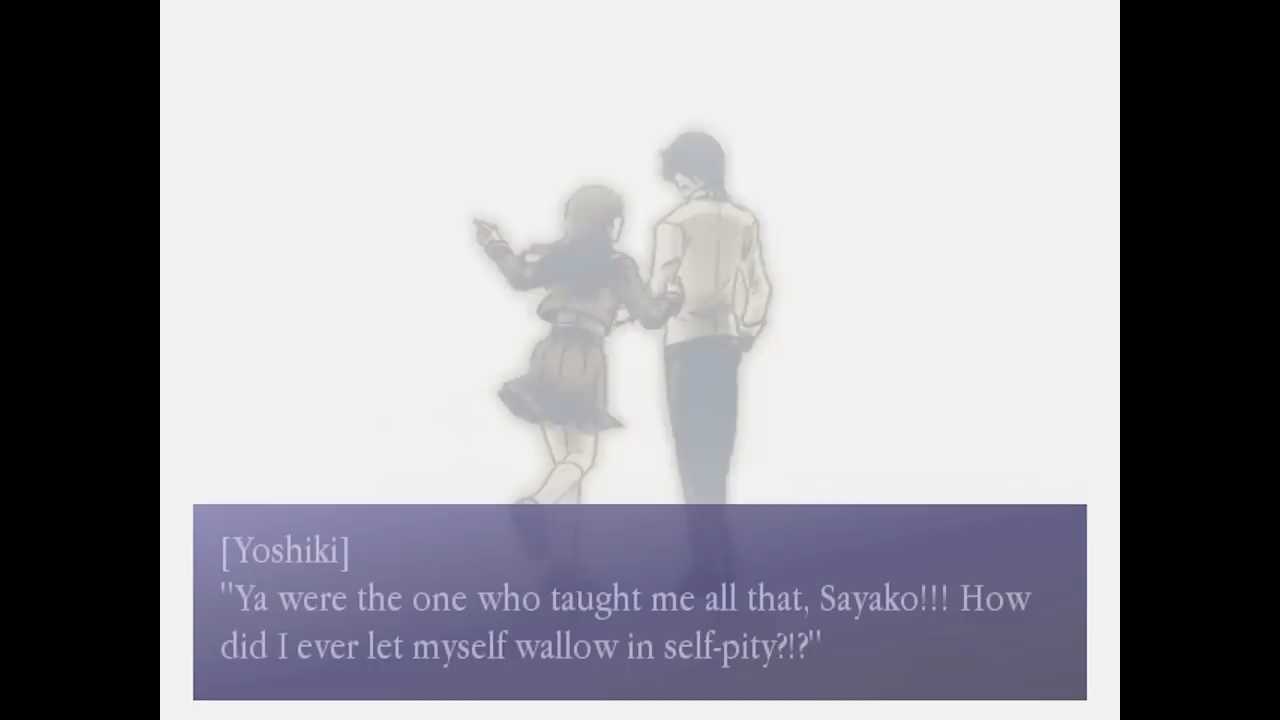 [Yoshiki]
"Ya were the one who taught me all that, Sayako!!! How
did I ever let myself wallow in self-pity?!?"